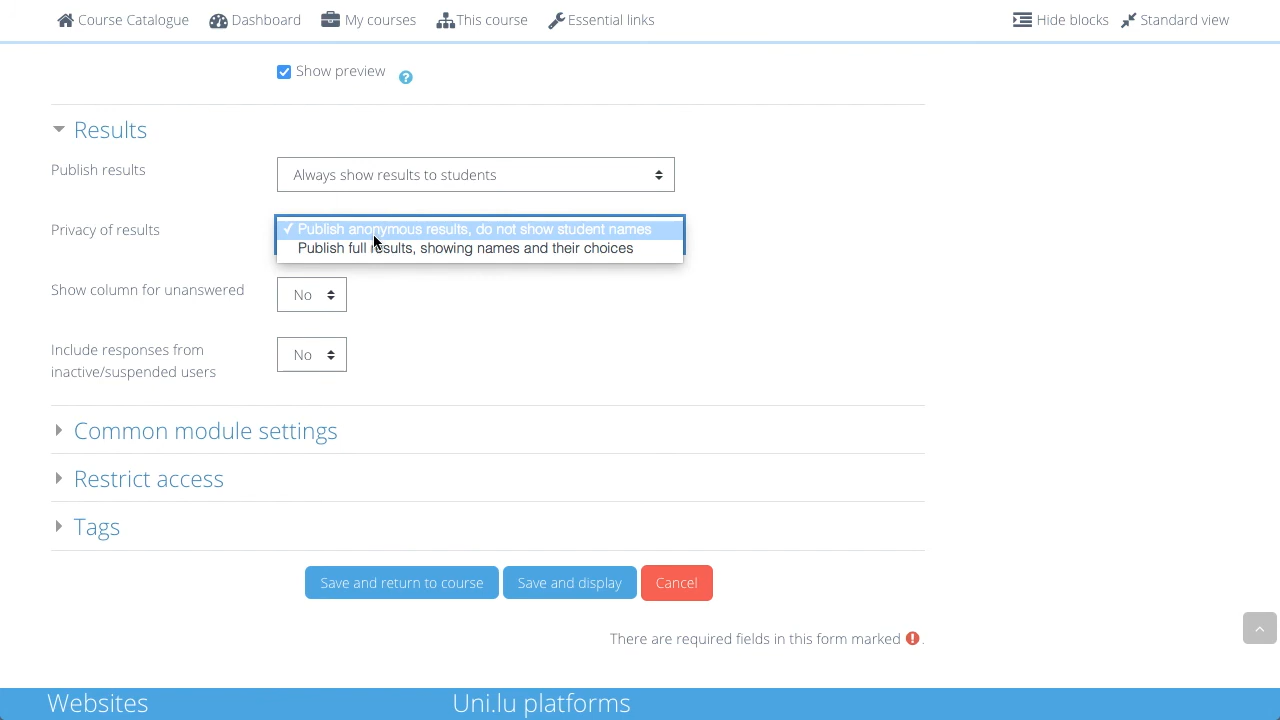 Course Catalogue Dashboard My courses This course Essential links Hide blocks Standard view
Show preview
Results
Publish results Always show results to students
Privacy of results ✓ Publish anonymous results, do not show student names
Publish full results, showing names and their choices
Show column for unanswered No
Include responses from No
inactive/suspended users
Common module settings
Restrict access
Tags
Save and return to course Save and display Cancel
There are required fields in this form marked .
Websites Uni.lu platforms